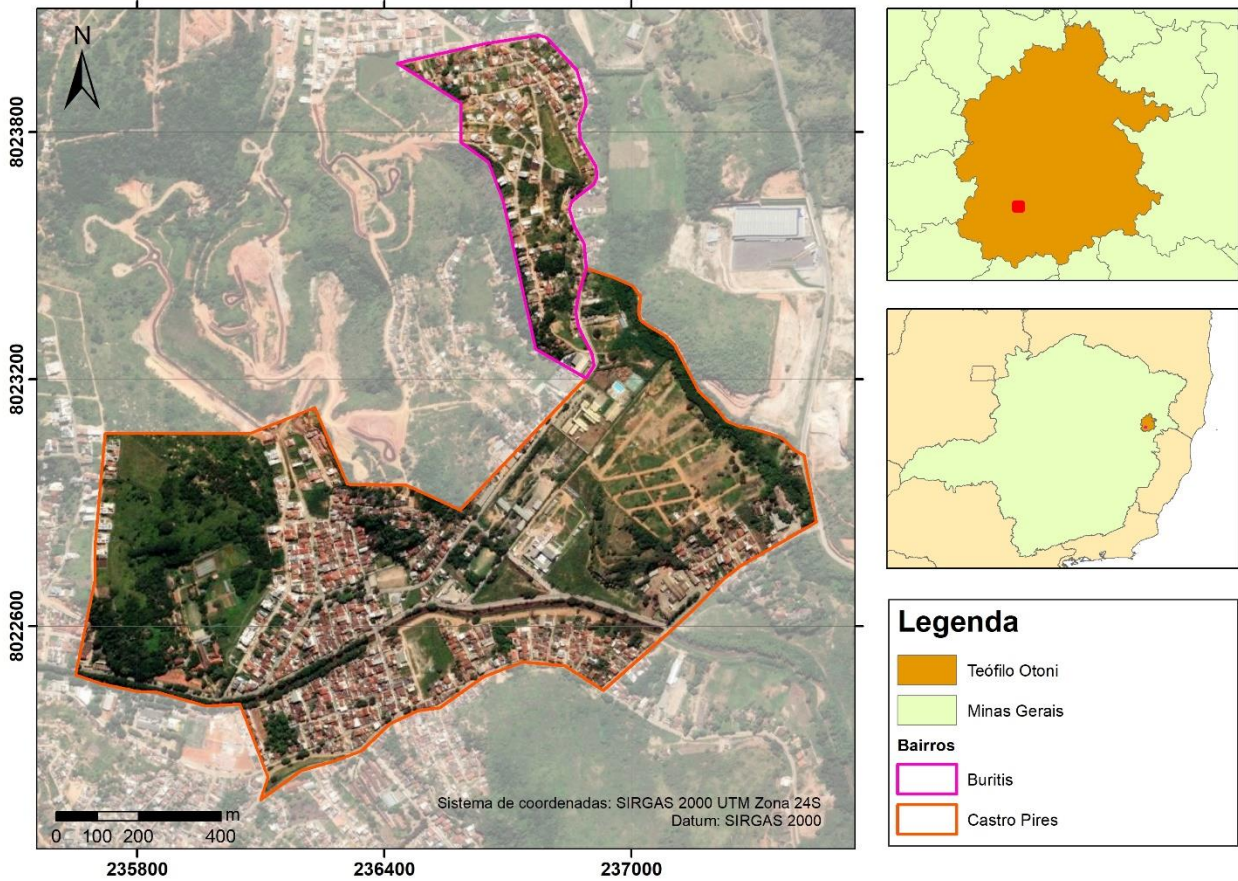 N
8023800
8023200
8022600
m
0 100 200 400
Sistema de coordenadas: SIRGAS 2000 UTM Zona 24S
Datum: SIRGAS 2000
235800 236400 237000
Legenda
Teófilo Otoni
Minas Gerais
Bairros
Buritis
Castro Pires